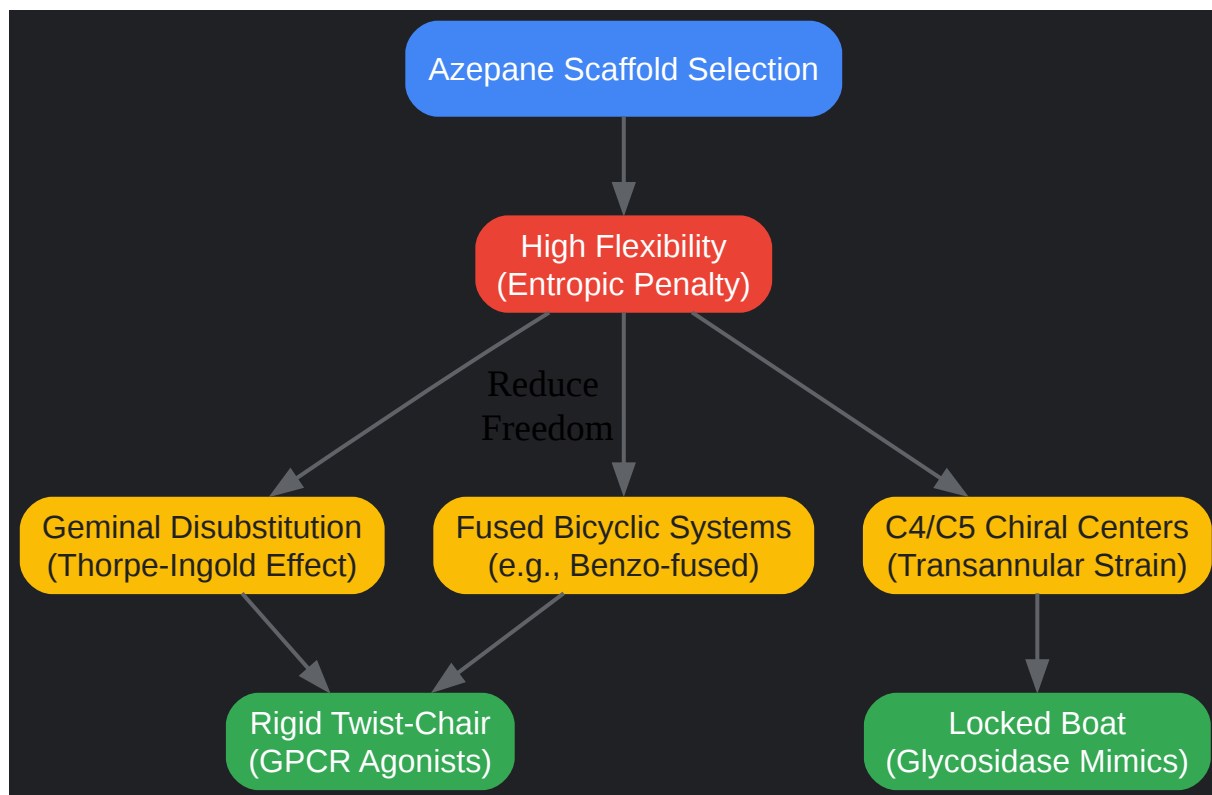 Azepane Scaffold Selection
High Flexibility
(Entropic Penalty)
Reduce
Freedom
Geminal Disubstitution
(Thorpe-Ingold Effect)
Fused Bicyclic Systems
(e.g., Benzo-fused)
C4/C5 Chiral Centers
(Transannular Strain)
Rigid Twist-Chair
(GPCR Agonists)
Locked Boat
(Glycosidase Mimics)